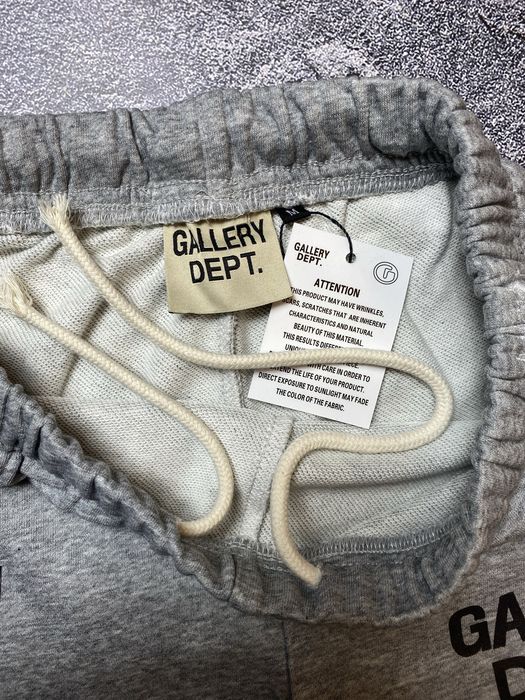 M
GALLERY
DEPT.
GALLERY
DEPT.
G
ATTENTION
THIS PRODUCT MAY HAVE WRINKLES,
SCARS, SCRATCHES THAT ARE INHERENT
CHARACTERISTICS AND NATURAL
BEAUTY OF THIS MATERIAL.
THIS RESULTS
WITH CARE IN ORDER TO
THE LIFE OF YOUR PRODUCT.
DIRECT EXPOSURE TO SUNLIGHT MAY FADE
THE COLOR OF THE FABRIC.
GA
D